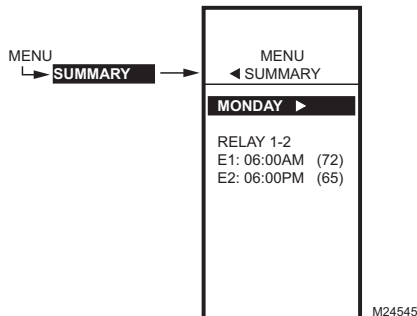 MENU
SUMMARY
MENU
◄ SUMMARY
MONDAY ►
RELAY 1-2
E1: 06:00AM (72)
E2: 06:00PM (65)
M24545